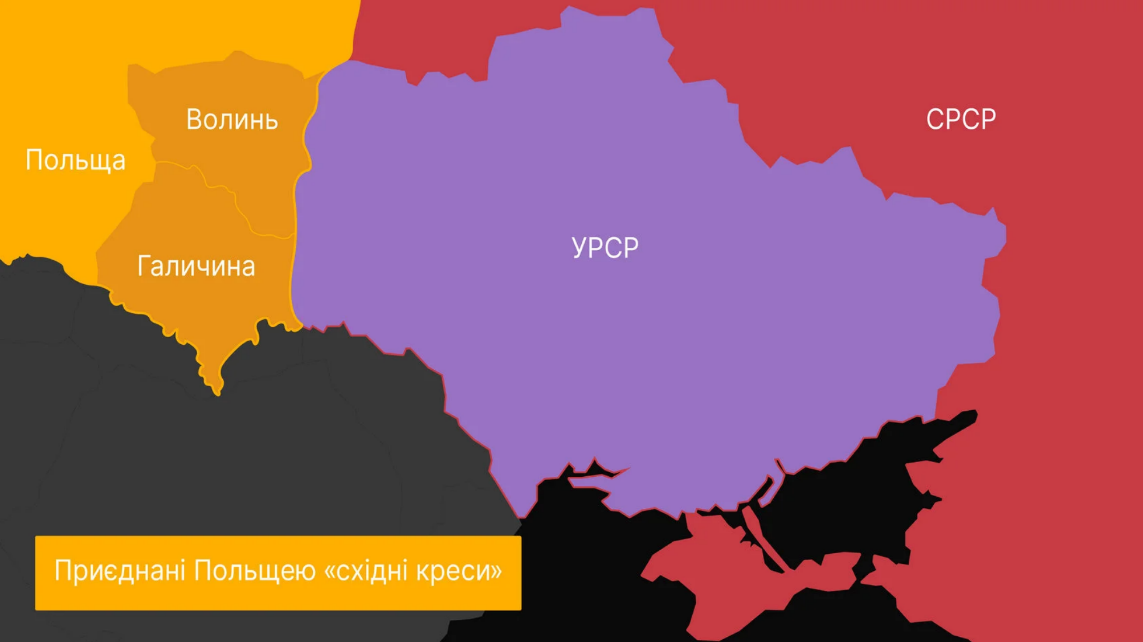 Волинь
СРСР
Польща
УРСР
Галичина
Приєднані Польщею «східні креси»